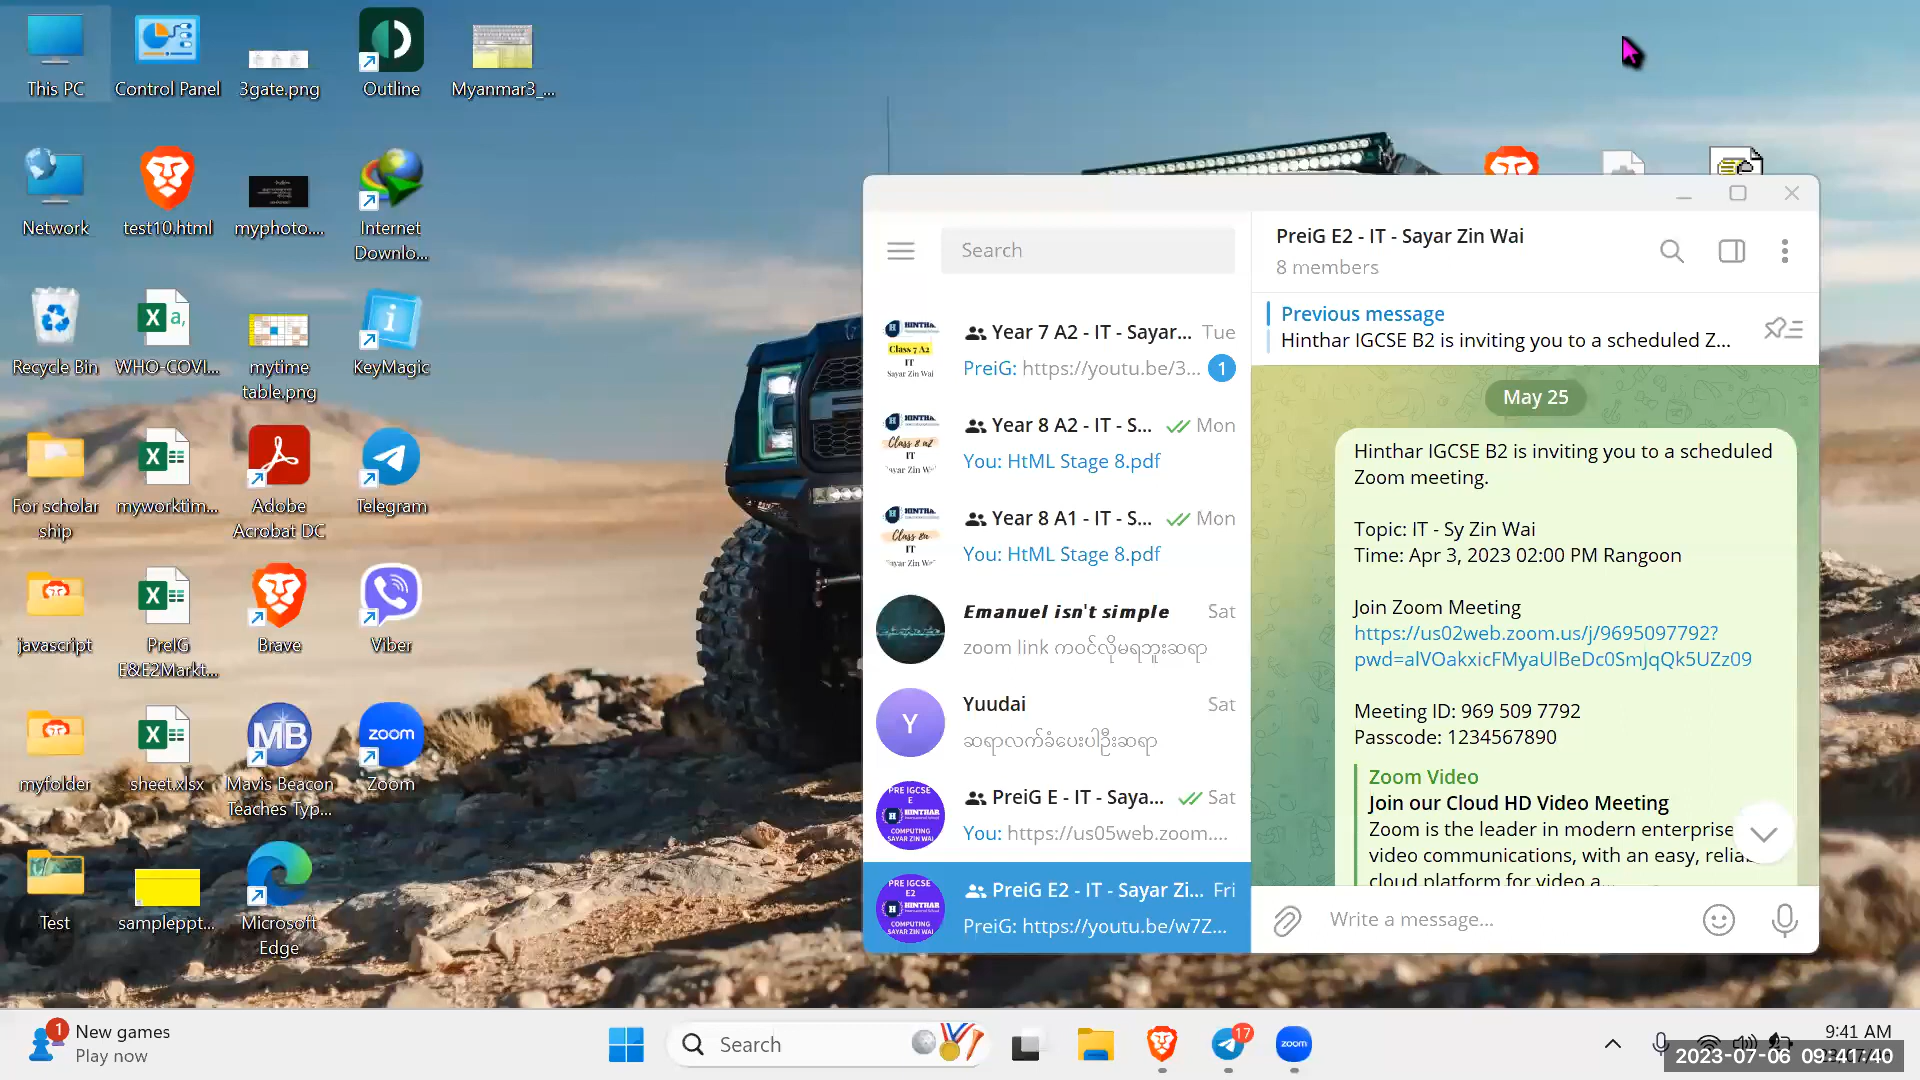 This PC
Control Panel
3gate.png
Outline
Myanmar3_...
Network
test10.html
myphoto....
Internet
Downlo...
Recycle Bin
WHO-COVI...
mytime
table.png
KeyMagic
For scholar
ship
myworktim...
Adobe
Acrobat DC
Telegram
javascript
PreIG
E&E2Markt...
Brave
Viber
myfolder
sheet.xlsx
Mavis Beacon
Teaches Typ...
zoom
Zoom
Test
sampleppt...
Microsoft
Edge
Search
Year 7 A2 - IT - Sayar... Tue
PreiG: https://youtu.be/3... 1
Year 8 A2 - IT - S... Mon
You: HtML Stage 8.pdf
Year 8 A1 - IT - S... Mon
You: HtML Stage 8.pdf
Emanuel isn't simple Sat
zoom link ကဝင်လို့မရဘူးဆရာ
Y
Yuudai Sat
ဆရာလက်ခံပေးပါဦးဆရာ
PreiG E - IT - Saya... Sat
You: https://us05web.zoom....
PreiG E2 - IT - Sayar Zi... Fri
PreiG: https://youtu.be/w7Z...
PreiG E2 - IT - Sayar Zin Wai
8 members
Previous message
Hinthar IGCSE B2 is inviting you to a scheduled Z...
May 25
Hinthar IGCSE B2 is inviting you to a scheduled
Zoom meeting.
Topic: IT - Sy Zin Wai
Time: Apr 3, 2023 02:00 PM Rangoon
Join Zoom Meeting
https://us02web.zoom.us/j/9695097792?
pwd=alVOakxicFMyaUlBeDc0SmJqQk5UZz09
Meeting ID: 969 509 7792
Passcode: 1234567890
Zoom Video
Join our Cloud HD Video Meeting
Zoom is the leader in modern enterprise
video communications, with an easy, relia...
cloud platform for video a...
Write a message...
1
New games
Play now
Search
17
zoom
9:41 AM
2023-07-06 09:41:40